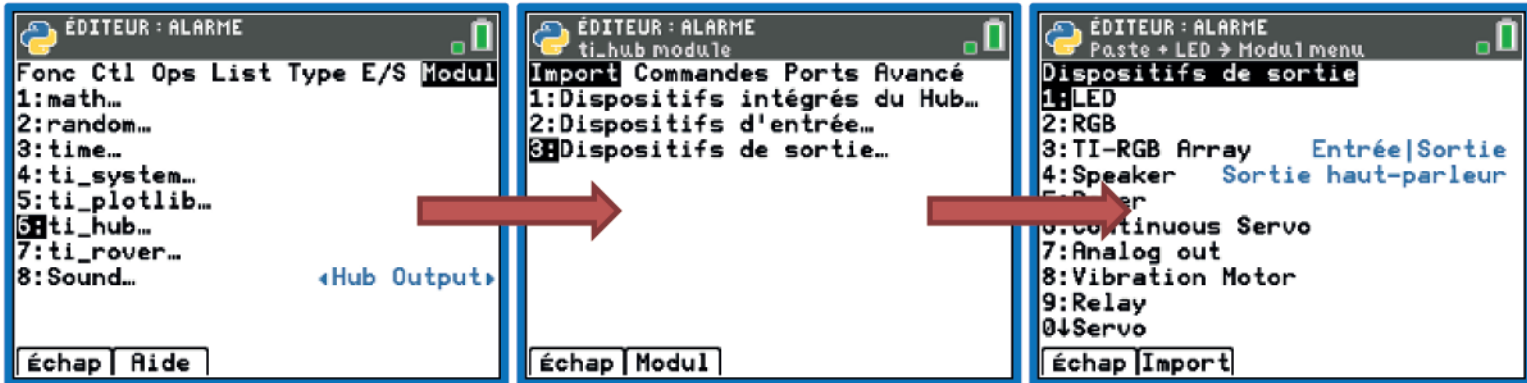 ÉDITEUR : ALARME
Fonc Ctl Ops List Type E/S Modul
1:math…
2:random…
3:time…
4:ti_system…
5:ti_plotlib…
6:ti_hub…
7:ti_rover…
8:Sound… ◂Hub Output▸
Échap Aide
ÉDITEUR : ALARME
ti_hub module
Import Commandes Ports Avancé
1:Dispositifs intégrés du Hub…
2:Dispositifs d'entrée…
3:Dispositifs de sortie…
Échap Modul
ÉDITEUR : ALARME
Paste + LED → Modul menu
Dispositifs de sortie
1:LED
2:RGB
3:TI-RGB Array Entrée|Sortie
4:Speaker Sortie haut-parleur
6:Continuous Servo
7:Analog out
8:Vibration Motor
9:Relay
0↓Servo
Échap Import